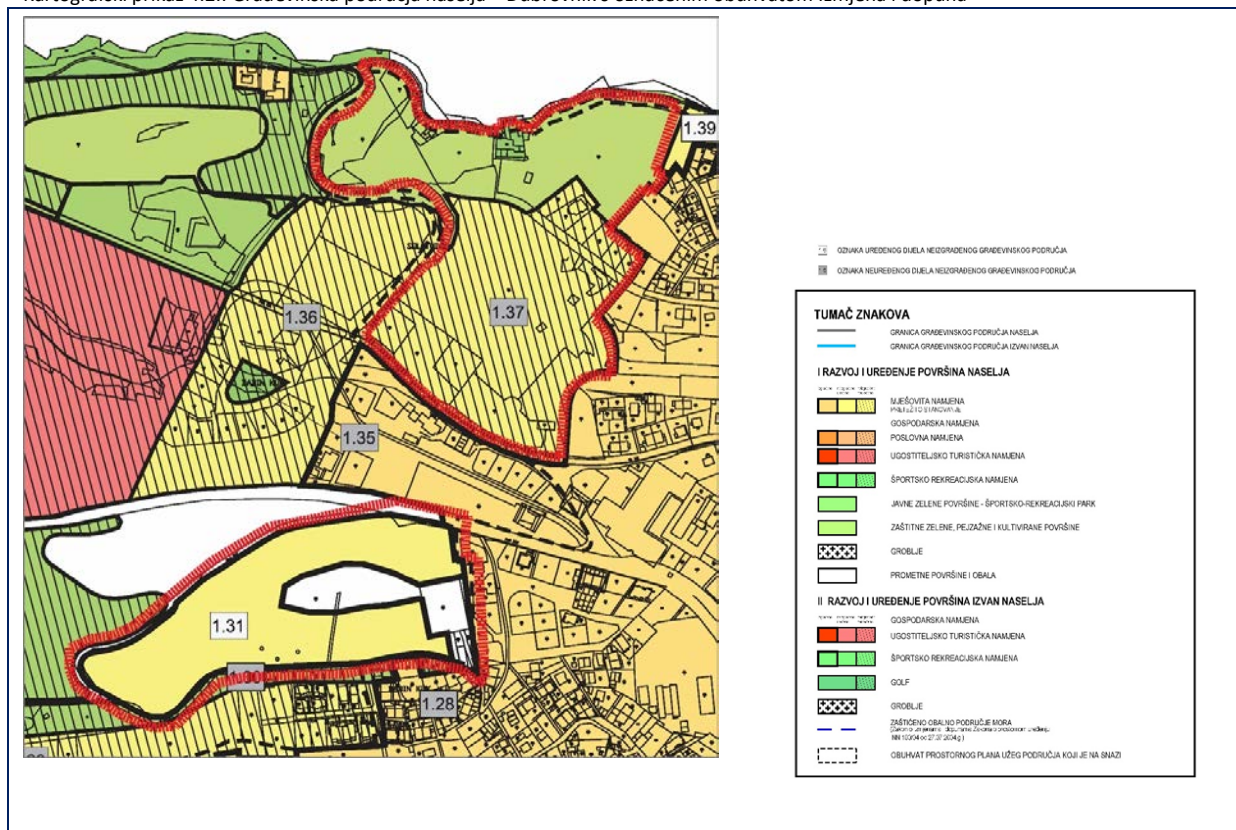 1.39
1.37
1.36
1.35
1.31
1.28
OZNAKA UREĐENOG DIJELA NEIZGRAĐENOG GRAĐEVINSKOG PODRUČJA
OZNAKA NEUREĐENOG DIJELA NEIZGRAĐENOG GRAĐEVINSKOG PODRUČJA
TUMAČ ZNAKOVA
GRANICA GRAĐEVINSKOG PODRUČJA NASELJA
GRANICA GRAĐEVINSKOG PODRUČJA IZVAN NASELJA
I RAZVOJ I UREĐENJE POVRŠINA NASELJA
MJEŠOVITA NAMJENA
PRETEŽITO STANOVANJE
GOSPODARSKA NAMJENA
POSLOVNA NAMJENA
UGOSTITELJSKO TURISTIČKA NAMJENA
ŠPORTSKO REKREACIJSKA NAMJENA
JAVNE ZELENE POVRŠINE - ŠPORTSKO-REKREACIJSKI PARK
ZAŠTITNE ZELENE, PEJZAŽNE I KULTIVIRANE POVRŠINE
GROBLJE
PROMETNE POVRŠINE I OBALA
II RAZVOJ I UREĐENJE POVRŠINA IZVAN NASELJA
GOSPODARSKA NAMJENA
UGOSTITELJSKO TURISTIČKA NAMJENA
ŠPORTSKO REKREACIJSKA NAMJENA
GOLF
GROBLJE
ZAŠTIĆENO OBALNO PODRUČJE MORA
OBUHVAT PROSTORNOG PLANA UŽEG PODRUČJA KOJI JE NA SNAZI